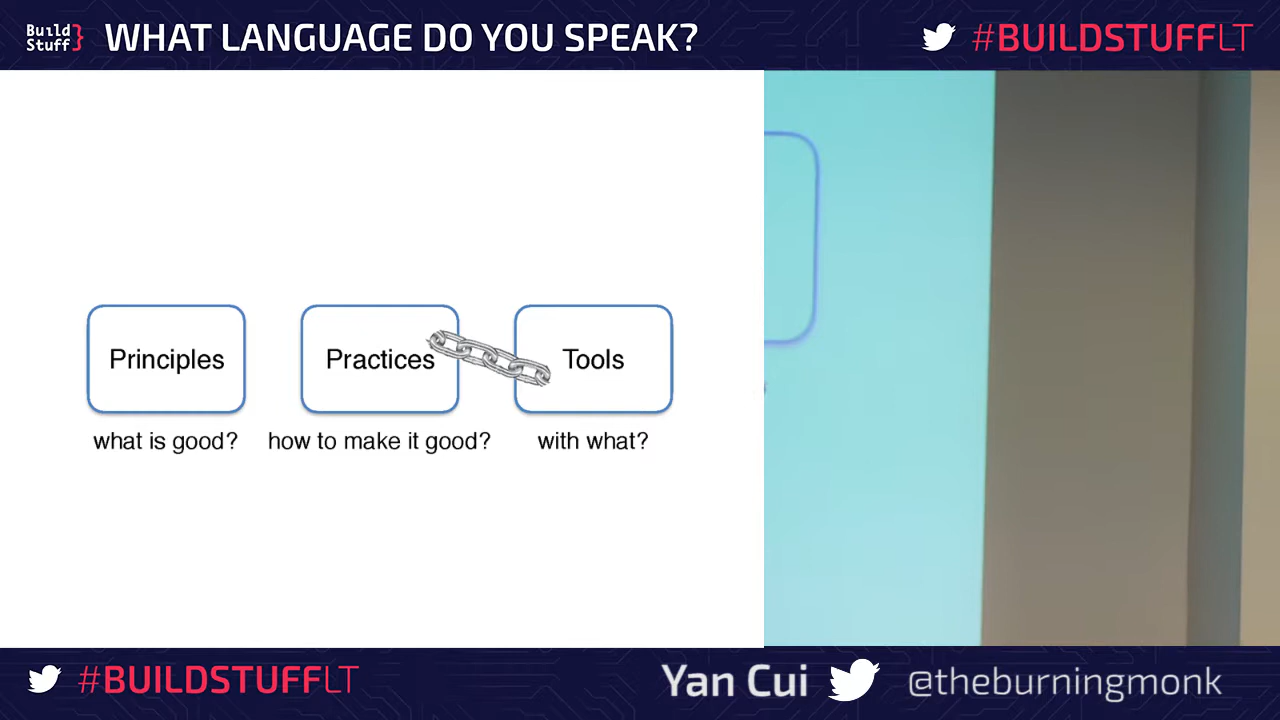 Build
Stuff}
WHAT LANGUAGE DO YOU SPEAK?
#BUILDSTUFFLT
Principles
Practices
Tools
what is good?
how to make it good?
with what?
#BUILDSTUFFLT
Yan Cui
@theburningmonk